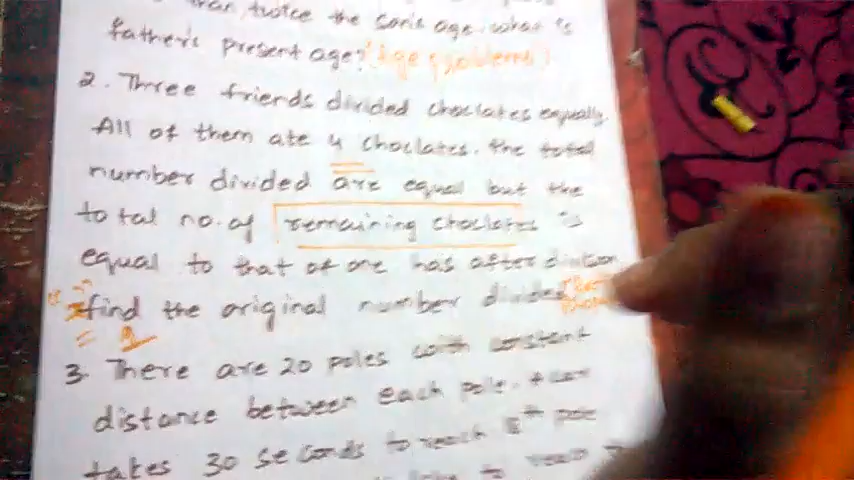 than twice the son's age. what is
father's present age? (Age problems)
2. Three friends divided choclates equally
All of them ate 4 choclates. the total
number divided are equal but the
total no. of remaining choclates is
equal to that of one has after division
find the original number divided
3. There are 20 poles with constant
distance between each pole. A car
takes 30 seconds to reach